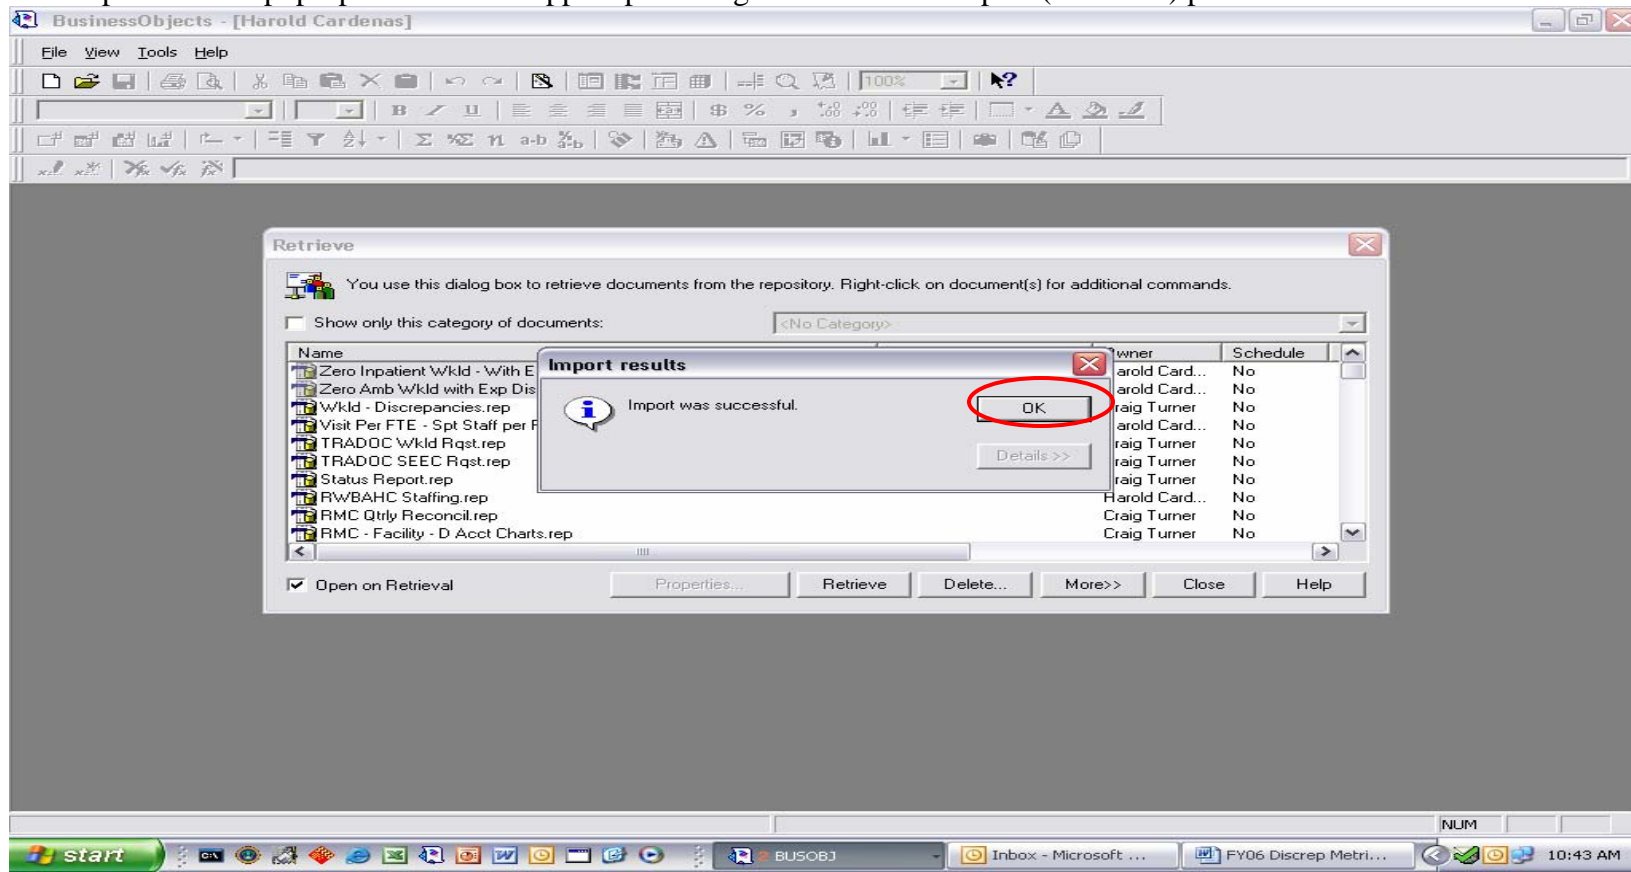 BusinessObjects - [Harold Cardenas]
File View Tools Help
100%
B U $ %
a-b
Retrieve
You use this dialog box to retrieve documents from the repository. Right-click on document(s) for additional commands.
Show only this category of documents: <No Category>
Name Owner Schedule
Zero Inpatient Wkld - With E arold Card... No
Zero Amb Wkld with Exp Dis arold Card... No
Wkld - Discrepancies.rep raig Turner No
Visit Per FTE - Spt Staff per F arold Card... No
TRADOC Wkld Rqst.rep raig Turner No
TRADOC SEEC Rqst.rep raig Turner No
Status Report.rep raig Turner No
RWBAHC Staffing.rep Harold Card... No
RMC Qtrly Reconcil.rep Craig Turner No
RMC - Facility - D Acct Charts.rep Craig Turner No
Import results
Import was successful.
OK
Details >>
Open on Retrieval Properties... Retrieve Delete... More>> Close Help
NUM
start 2 BUSOBJ Inbox - Microsoft ... FY06 Discrep Metri... 10:43 AM